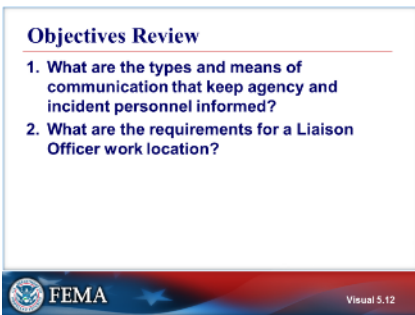 Objectives Review
1. What are the types and means of
communication that keep agency and
incident personnel informed?
2. What are the requirements for a Liaison
Officer work location?
FEMA
Visual 5.12